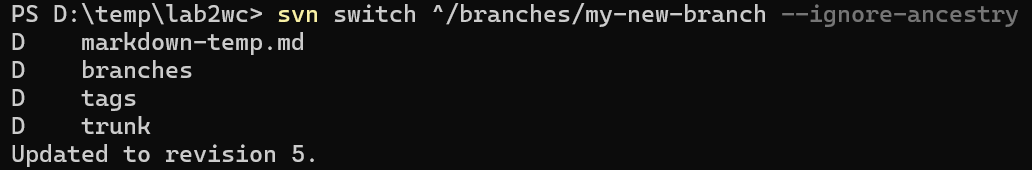 PS D:\temp\lab2wc> svn switch ^/branches/my-new-branch --ignore-ancestry
D    markdown-temp.md
D    branches
D    tags
D    trunk
Updated to revision 5.